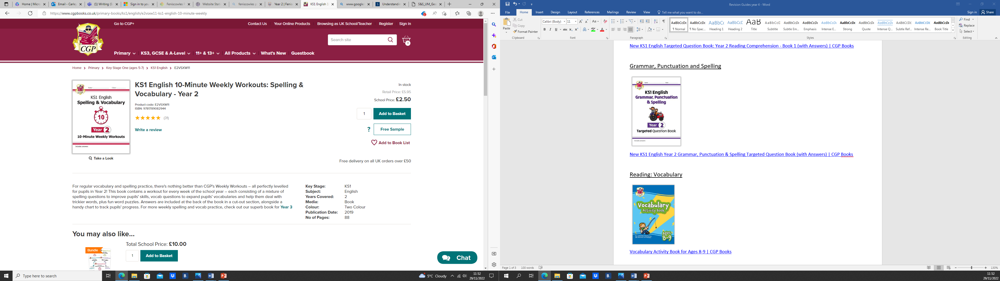 Home | Micro
Email - Carley
(1) Writing (E
Sign in to you
Feniscowles P
Website Stati
feniscowles p
Year 2 | Fenis
KS1 English 1
www.google.
Understandin
S&S_UM_Geo
https://www.cgpbooks.co.uk/primary-books/ks1/english/e2vsxw11-ks1-english-10-minute-weekly
Go to CGP+
Contact Us
Your Online Products
Browsing as UK School/Teacher
Register
Sign In
CGP
Search site
0
Primary
KS3, GCSE & A-Level
11+ & 13+
All Products
What's New
Guestbook
Home > Primary > Key Stage One (ages 5-7) > KS1 English > E2VSXW11
CGP
KS1 English
Spelling & Vocabulary
10
Year 2
10-Minute Weekly Workouts
Includes answers
Take a Look
KS1 English 10-Minute Weekly Workouts: Spelling &
Vocabulary - Year 2
Product code: E2VSXW11
ISBN: 9781789082944
(31)
Write a review
In stock
Retail Price: £5.95
School Price: £2.50
1
Add to Basket
? Free Sample
Add to Book List
Free delivery on all UK orders over £50
For regular vocabulary and spelling practice, there's nothing better than CGP's Weekly Workouts – all perfectly levelled
for pupils in Year 2! This book contains a workout for every week of the school year – each consisting of a mixture of
spelling questions to improve pupils' skills, vocab questions to expand pupils' vocabularies and help them deal with
trickier words, plus fun word puzzles. Answers are included at the back of the book in a cut-out section, alongside a
handy chart to track pupils' progress. For more weekly spelling and vocab practice, check out our superb book for Year 3
Key Stage: KS1
Subject: English
Years Covered: 2
Media: Book
Colour: Two Colour
Publication Date: 2019
No of Pages: 88
You may also like...
Bundle
Total School Price: £10.00
1
Add to Basket
Chat
Type here to search
5°C Cloudy
11:52
29/11/2022
Revision Guides year 4 - Word
File
Home
Insert
Design
Layout
References
Mailings
Review
View
Tell me what you want to do...
Sign in
Share
Paste
Cut
Copy
Format Painter
Clipboard
Calibri (Body)
11
Font
Paragraph
¶ Normal
¶ No Spac...
Heading 1
Heading 2
Title
Subtitle
Subtle Em...
Emphasis
Intense E...
Strong
Quote
Intense Q...
Subtle Ref...
Intense Re...
Book Title
Styles
Find
Replace
Select
Editing
New KS1 English Targeted Question Book: Year 2 Reading Comprehension - Book 1 (with Answers) | CGP Books
Grammar, Punctuation and Spelling
CGP
KS1 English
Grammar, Punctuation
& Spelling
Year 2
Targeted Question Book
Includes answers
New KS1 English Year 2 Grammar, Punctuation & Spelling Targeted Question Book (with Answers) | CGP Books
Reading: Vocabulary
CGP
Vocabulary
Activity Book
Ages
8-9
Vocabulary Activity Book for Ages 8-9 | CGP Books
Page 1 of 3
100 words
130%
11:52
29/11/2022